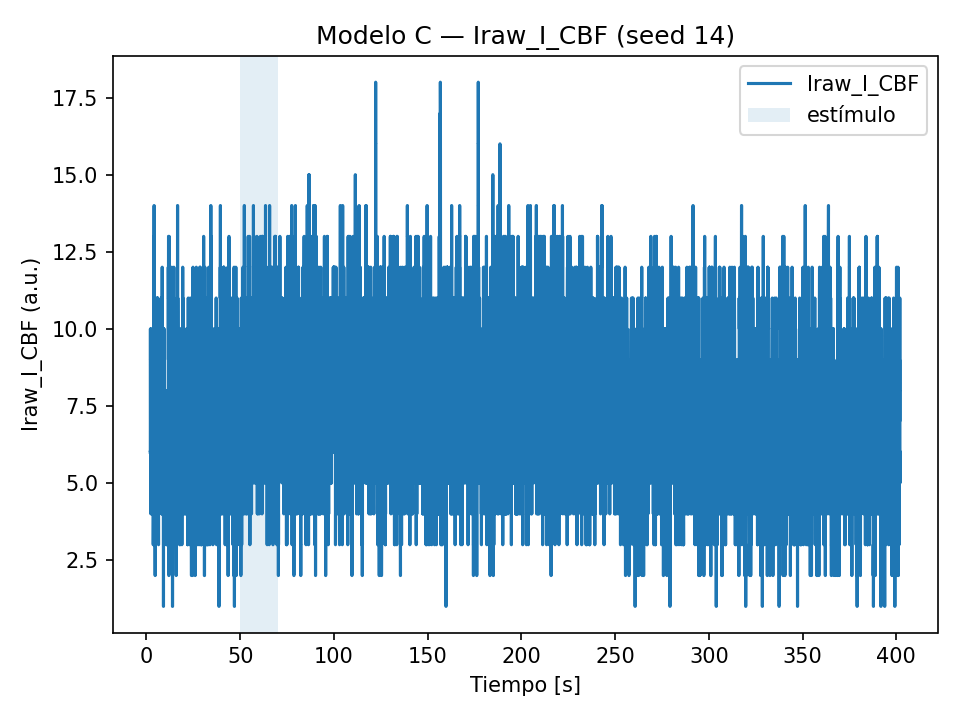 Modelo C — Iraw_I_CBF (seed 14)
Iraw_I_CBF
estímulo
Iraw_I_CBF (a.u.)
17.5
15.0
12.5
10.0
7.5
5.0
2.5
0 50 100 150 200 250 300 350 400
Tiempo [s]